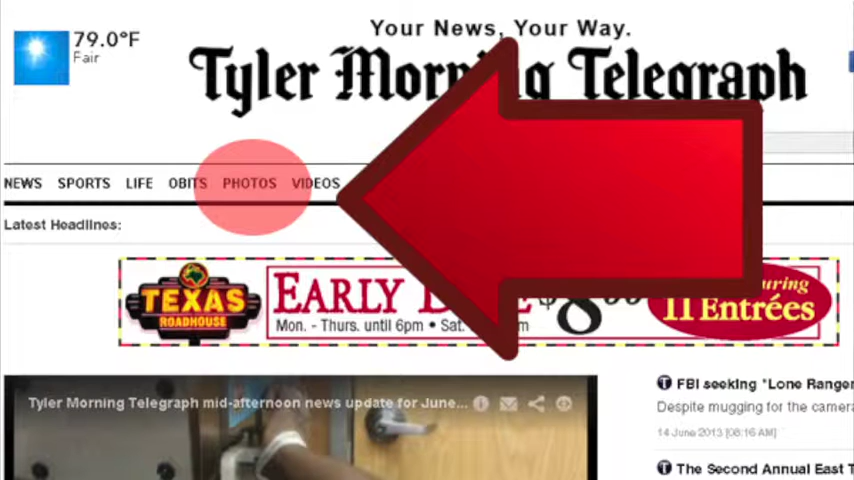 Your News, Your Way.
79.0°F
Fair
Tyler Telegraph
NEWS SPORTS LIFE OBITS PHOTOS VIDEOS
Latest Headlines:
TEXAS
ROADHOUSE
EARLY
Mon. - Thurs. until 6pm • Sat.
11 Entrées
Tyler Morning Telegraph mid-afternoon news update for June...
FBI seeking "Lone Ranger
Despite mugging for the camera
14 June 2013 [08:16 AM]
The Second Annual East T